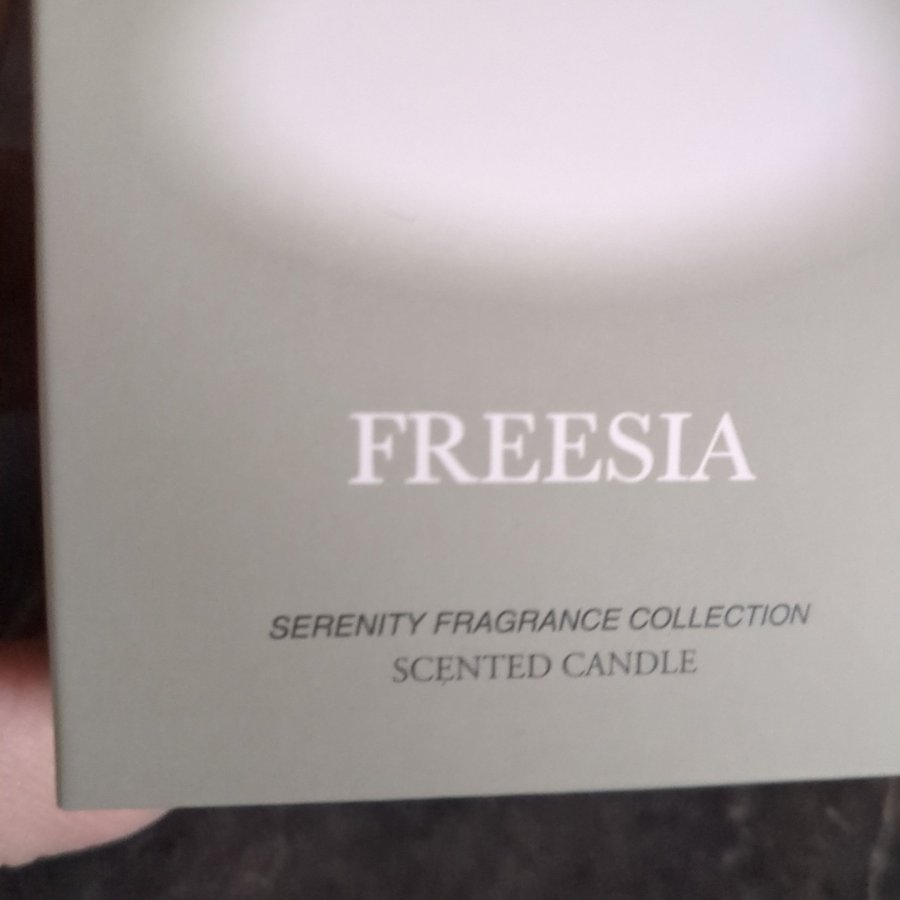 FREESIA
SERENITY FRAGRANCE COLLECTION
SCENTED CANDLE